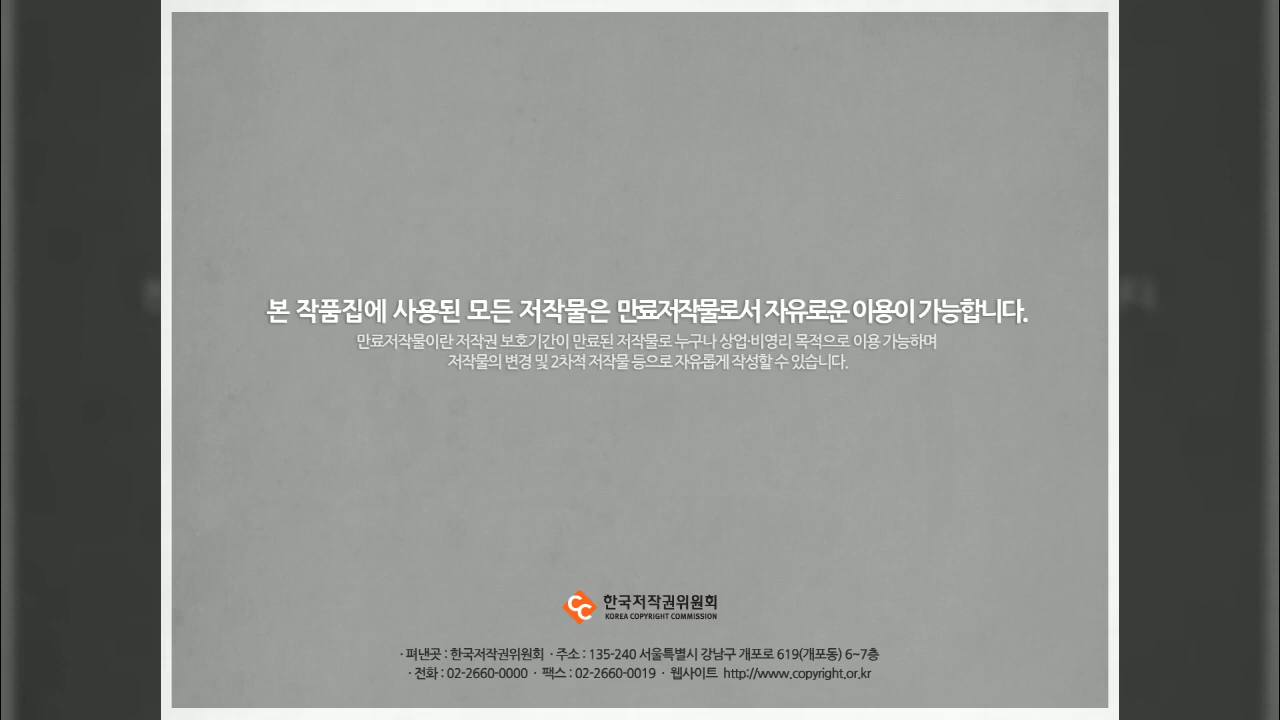 본 작품집에 사용된 모든 저작물은 만료저작물로서 자유로운 이용이 가능합니다.
만료저작물이란 저작권 보호기간이 만료된 저작물로 누구나 상업·비영리 목적으로 이용 가능하며
저작물의 변경 및 2차적 저작물 등으로 자유롭게 작성할 수 있습니다.
CC 한국저작권위원회
KOREA COPYRIGHT COMMISSION
· 펴낸곳 : 한국저작권위원회 · 주소 : 135-240 서울특별시 강남구 개포로 619(개포동) 6~7층
· 전화 : 02-2660-0000 · 팩스 : 02-2660-0019 · 웹사이트 http://www.copyright.or.kr